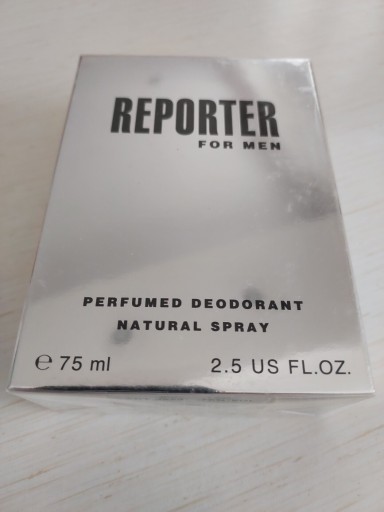 REPORTER
FOR MEN
PERFUMED DEODORANT
NATURAL SPRAY
℮ 75 ml 2.5 US FL.OZ.